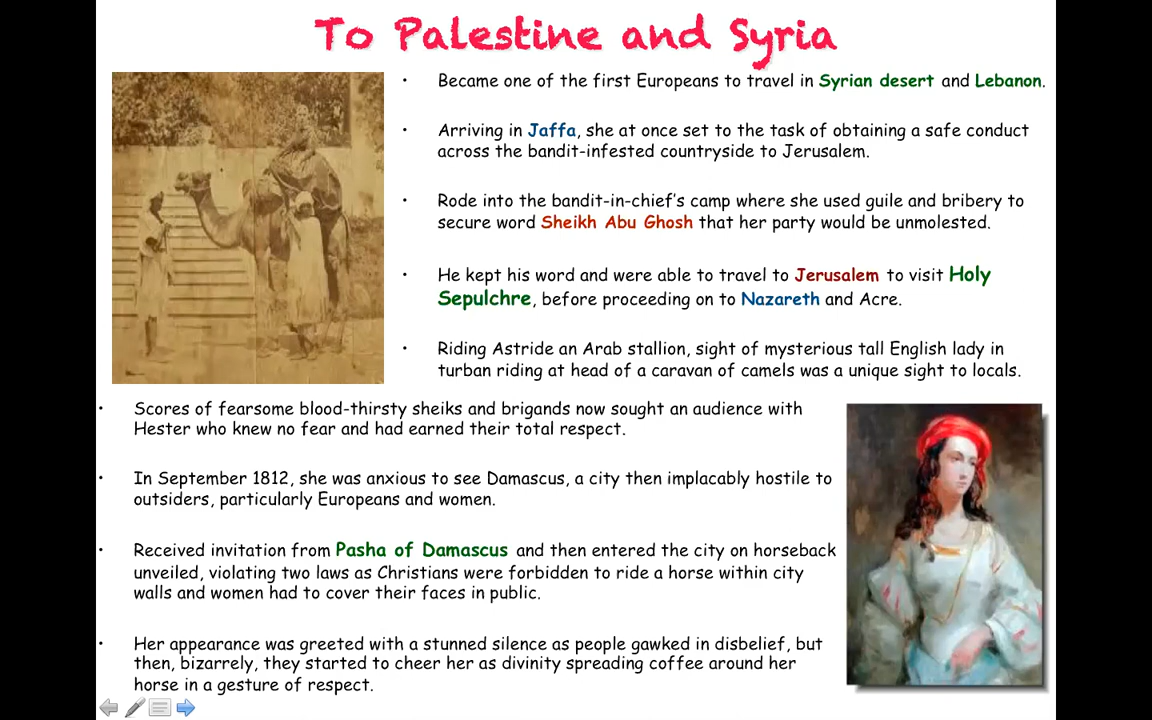 To Palestine and Syria
• Became one of the first Europeans to travel in Syrian desert and Lebanon.
• Arriving in Jaffa, she at once set to the task of obtaining a safe conduct
across the bandit-infested countryside to Jerusalem.
• Rode into the bandit-in-chief's camp where she used guile and bribery to
secure word Sheikh Abu Ghosh that her party would be unmolested.
• He kept his word and were able to travel to Jerusalem to visit Holy
Sepulchre, before proceeding on to Nazareth and Acre.
• Riding Astride an Arab stallion, sight of mysterious tall English lady in
turban riding at head of a caravan of camels was a unique sight to locals.
• Scores of fearsome blood-thirsty sheiks and brigands now sought an audience with
Hester who knew no fear and had earned their total respect.
• In September 1812, she was anxious to see Damascus, a city then implacably hostile to
outsiders, particularly Europeans and women.
• Received invitation from Pasha of Damascus and then entered the city on horseback
unveiled, violating two laws as Christians were forbidden to ride a horse within city
walls and women had to cover their faces in public.
• Her appearance was greeted with a stunned silence as people gawked in disbelief, but
then, bizarrely, they started to cheer her as divinity spreading coffee around her
horse in a gesture of respect.